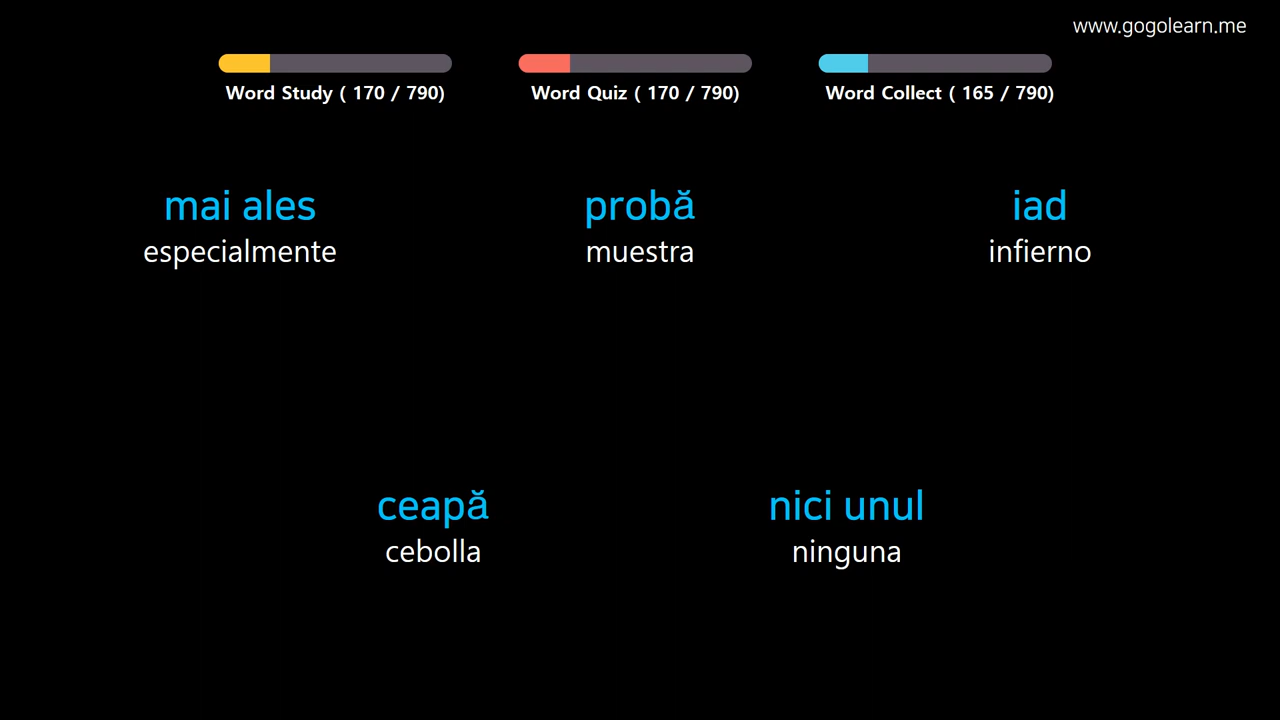 www.gogolearn.me
Word Study ( 170 / 790)
Word Quiz ( 170 / 790)
Word Collect ( 165 / 790)
mai ales
especialmente
probă
muestra
iad
infierno
ceapă
cebolla
nici unul
ninguna